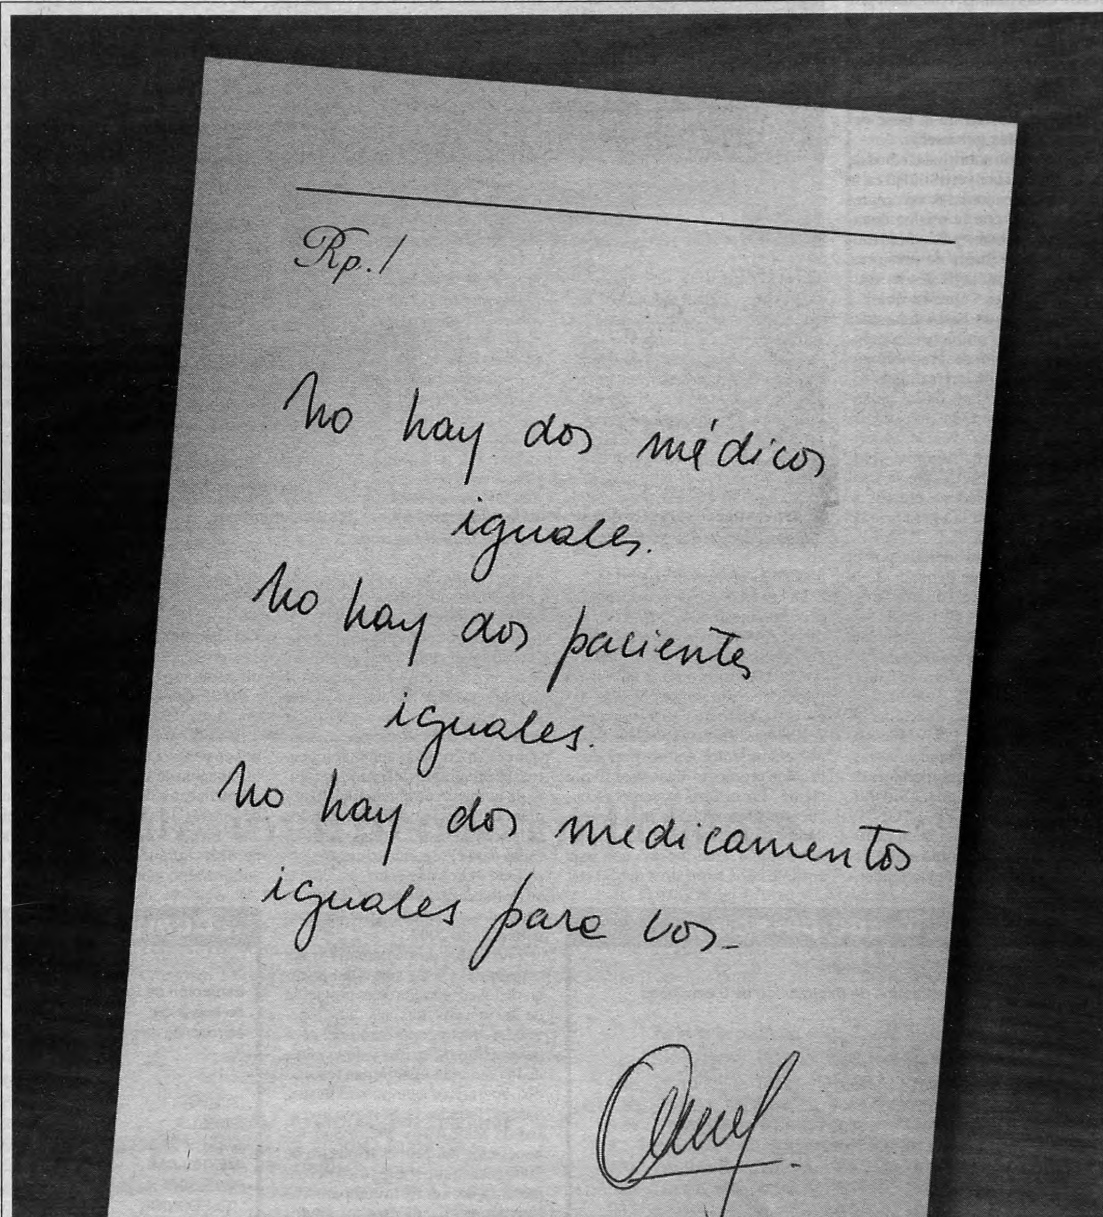 Rp./
No hay dos médicos
iguales.
No hay dos pacientes
iguales.
No hay dos medicamentos
iguales para vos-